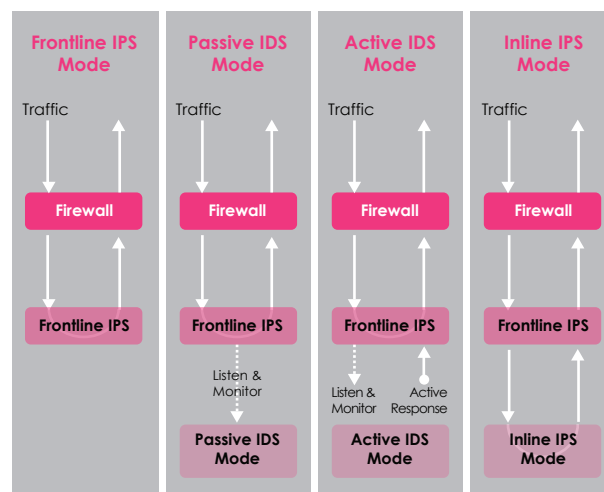 Frontline IPS
Mode
Traffic
Firewall
Frontline IPS
Passive IDS
Mode
Traffic
Firewall
Frontline IPS
Listen &
Monitor
Passive IDS
Mode
Active IDS
Mode
Traffic
Firewall
Frontline IPS
Listen &
Monitor
Active
Response
Active IDS
Mode
Inline IPS
Mode
Traffic
Firewall
Frontline IPS
Inline IPS
Mode